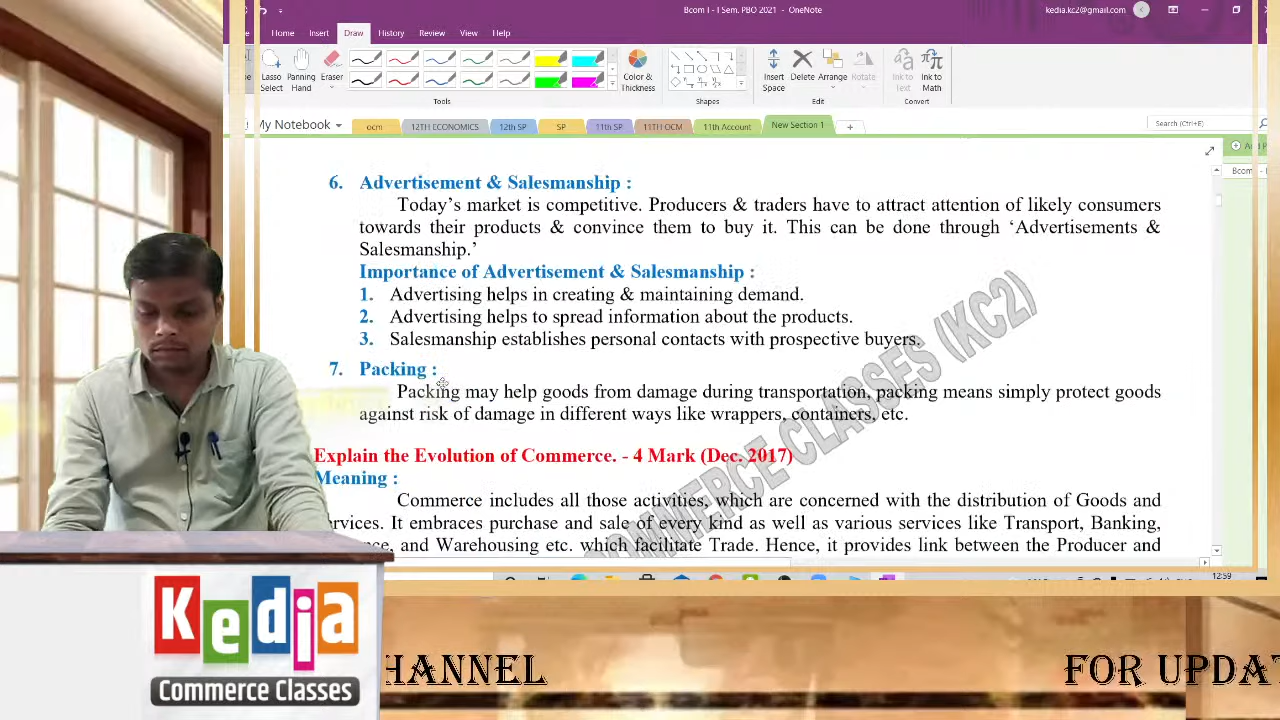 Bcom I - I Sem. PBO 2021 - OneNote
kedia.kc2@gmail.com
Home Insert Draw History Review View Help
Lasso Select
Panning Hand
Eraser
Color & Thickness
Insert Space
Delete
Arrange
Rotate
Ink to Text
Ink to Math
Tools
Shapes
Edit
Convert
My Notebook
ocm
12TH ECONOMICS
12th SP
SP
11th SP
11TH OCM
11th Account
New Section 1
Search (Ctrl+E)
6. Advertisement & Salesmanship :
Today’s market is competitive. Producers & traders have to attract attention of likely consumers
towards their products & convince them to buy it. This can be done through ‘Advertisements &
Salesmanship.’
Importance of Advertisement & Salesmanship :
1. Advertising helps in creating & maintaining demand.
2. Advertising helps to spread information about the products.
3. Salesmanship establishes personal contacts with prospective buyers.
7. Packing :
Packing may help goods from damage during transportation, packing means simply protect goods
against risk of damage in different ways like wrappers, containers, etc.
Explain the Evolution of Commerce. - 4 Mark (Dec. 2017)
Meaning :
Commerce includes all those activities, which are concerned with the distribution of Goods and
rvices. It embraces purchase and sale of every kind as well as various services like Transport, Banking,
nce, and Warehousing etc. which facilitate Trade. Hence, it provides link between the Producer and
COMMERCE CLASSES (KC2)
12:59
Kedia
Commerce Classes
HANNEL
FOR UPDAT